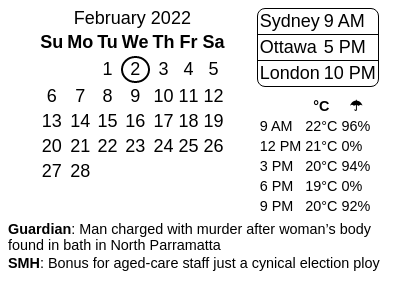 February 2022
Su Mo Tu We Th Fr Sa
1 2 3 4 5
6 7 8 9 10 11 12
13 14 15 16 17 18 19
20 21 22 23 24 25 26
27 28
Sydney 9 AM
Ottawa 5 PM
London 10 PM
°C ☂
9 AM 22°C 96%
12 PM 21°C 0%
3 PM 20°C 94%
6 PM 19°C 0%
9 PM 20°C 92%
Guardian: Man charged with murder after woman’s body
found in bath in North Parramatta
SMH: Bonus for aged-care staff just a cynical election ploy